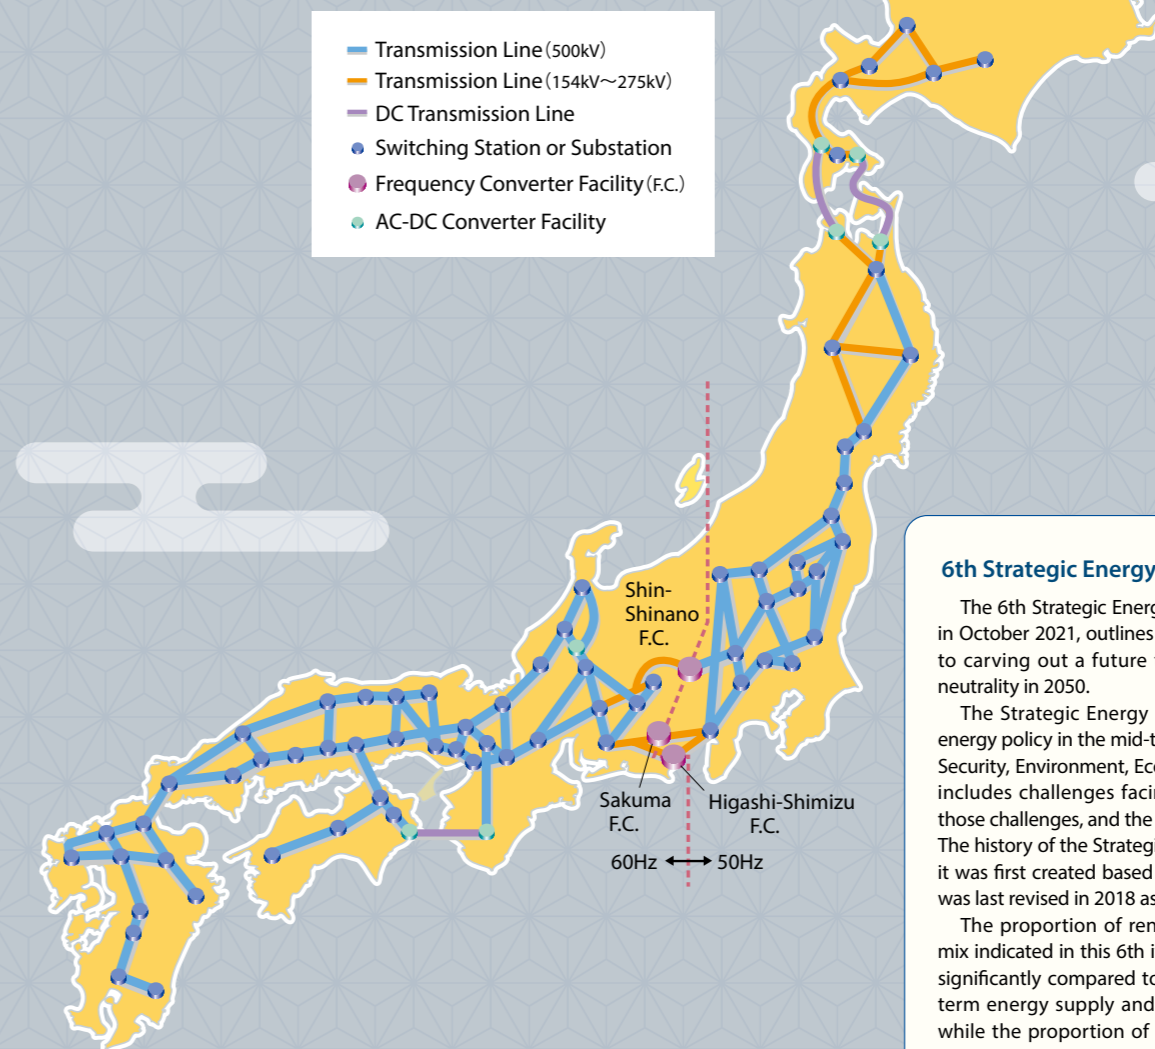 Transmission Line(500kV)
Transmission Line(154kV〜275kV)
DC Transmission Line
Switching Station or Substation
Frequency Converter Facility(F.C.)
AC-DC Converter Facility
Shin-
Shinano
F.C.
Sakuma
F.C.
Higashi-Shimizu
F.C.
60Hz
50Hz
6th Strategic Energy
The 6th Strategic Energ
in October 2021, outlines
to carving out a future
neutrality in 2050.
The Strategic Energy
energy policy in the mid-t
Security, Environment, Eco
includes challenges facin
those challenges, and the
The history of the Strategi
it was first created based
was last revised in 2018 as
The proportion of ren
mix indicated in this 6th i
significantly compared to
term energy supply and
while the proportion of